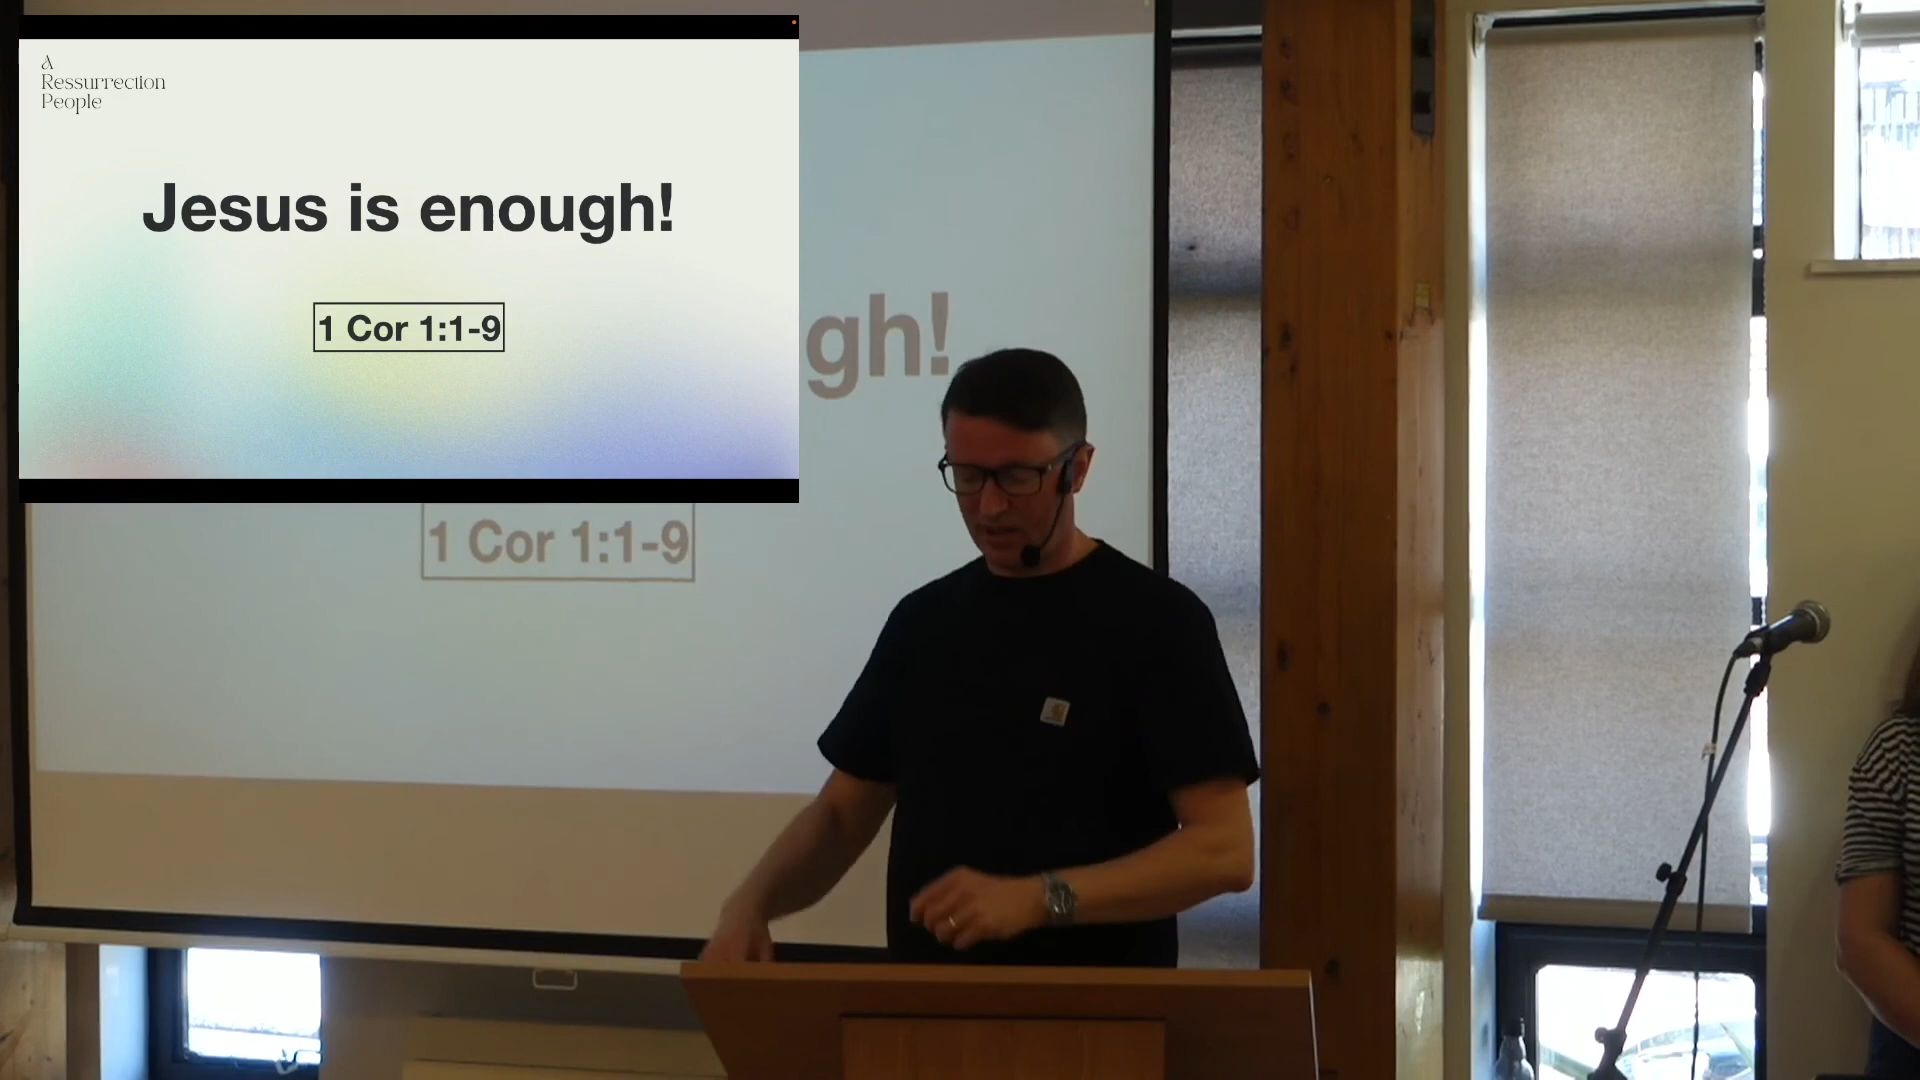 A
Ressurrection
People
Jesus is enough!
1 Cor 1:1-9
gh!
1 Cor 1:1-9